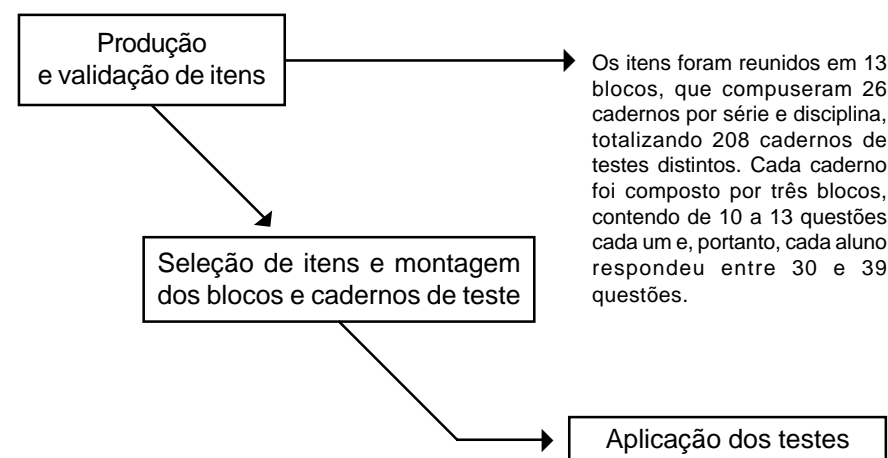 Produção
e validação de itens
Os itens foram reunidos em 13
blocos, que compuseram 26
cadernos por série e disciplina,
totalizando 208 cadernos de
testes distintos. Cada caderno
foi composto por três blocos,
contendo de 10 a 13 questões
cada um e, portanto, cada aluno
respondeu entre 30 e 39
questões.
Seleção de itens e montagem
dos blocos e cadernos de teste
Aplicação dos testes